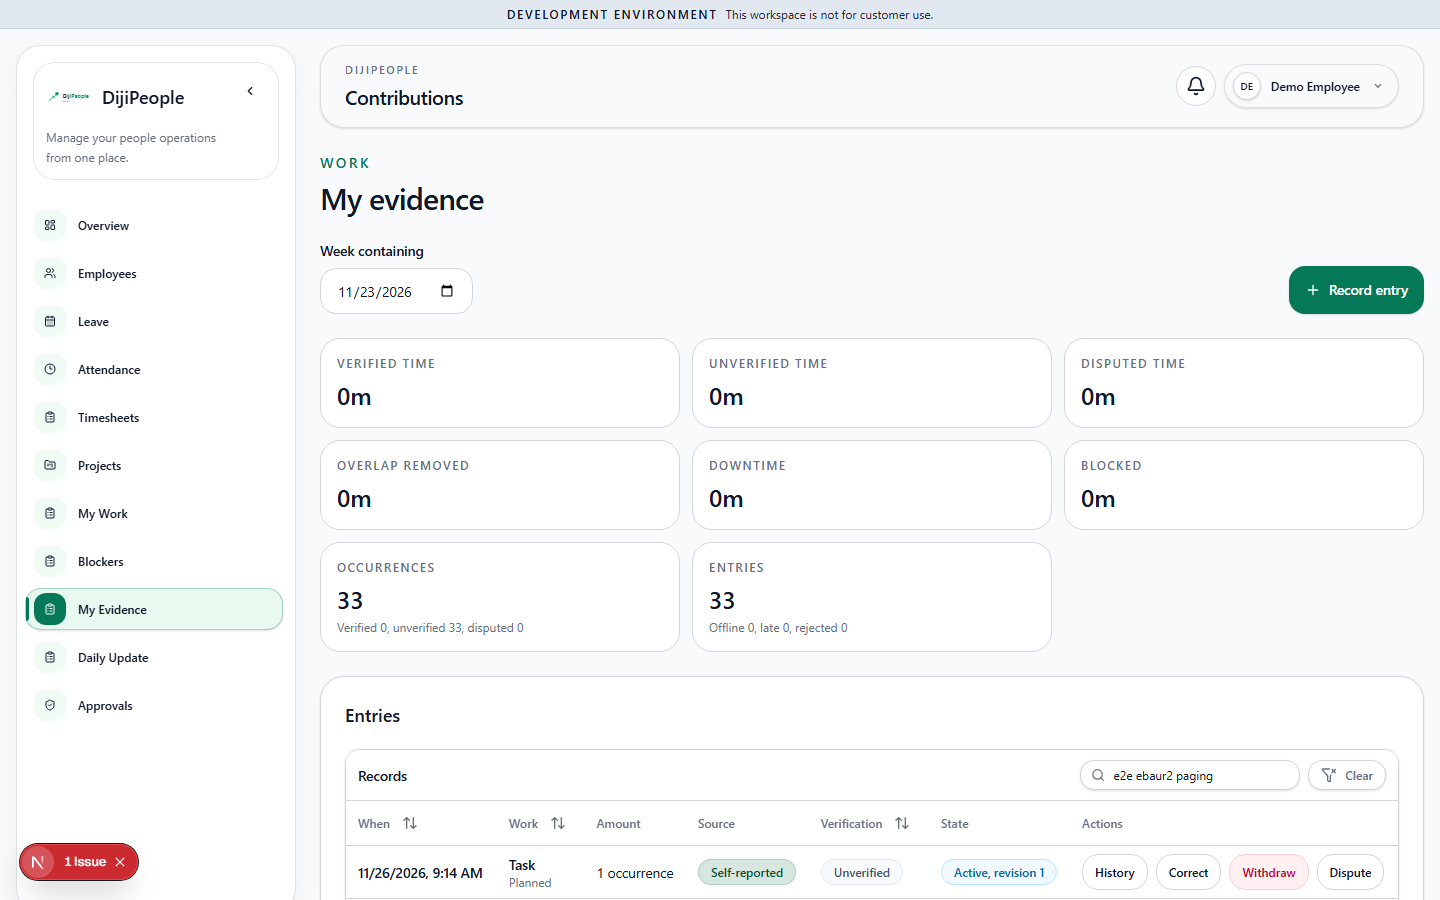 DEVELOPMENT ENVIRONMENT This workspace is not for customer use.
DijiPeople
DijiPeople
Manage your people operations
from one place.
Overview
Employees
Leave
Attendance
Timesheets
Projects
My Work
Blockers
My Evidence
Daily Update
Approvals
N 1 Issue
DIJIPEOPLE
Contributions
DE Demo Employee
WORK
My evidence
Week containing
11/23/2026
+ Record entry
VERIFIED TIME
0m
UNVERIFIED TIME
0m
DISPUTED TIME
0m
OVERLAP REMOVED
0m
DOWNTIME
0m
BLOCKED
0m
OCCURRENCES
33
Verified 0, unverified 33, disputed 0
ENTRIES
33
Offline 0, late 0, rejected 0
Entries
Records
e2e ebaur2 paging
Clear
When Work Amount Source Verification State Actions
11/26/2026, 9:14 AM Task 1 occurrence Self-reported Unverified Active, revision 1 History Correct Withdraw Dispute
Planned